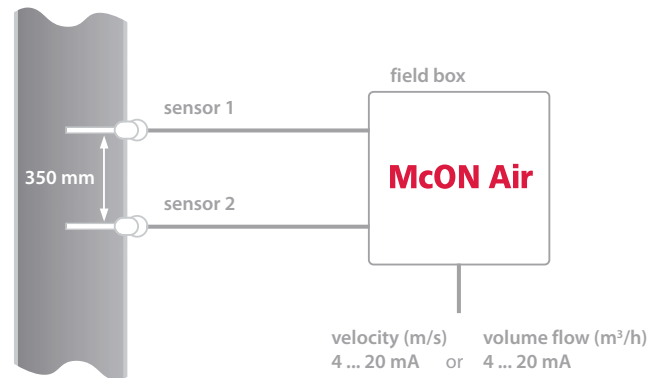 field box
sensor 1
McON Air
350 mm
sensor 2
velocity (m/s) volume flow (m³/h)
4 ... 20 mA or 4 ... 20 mA